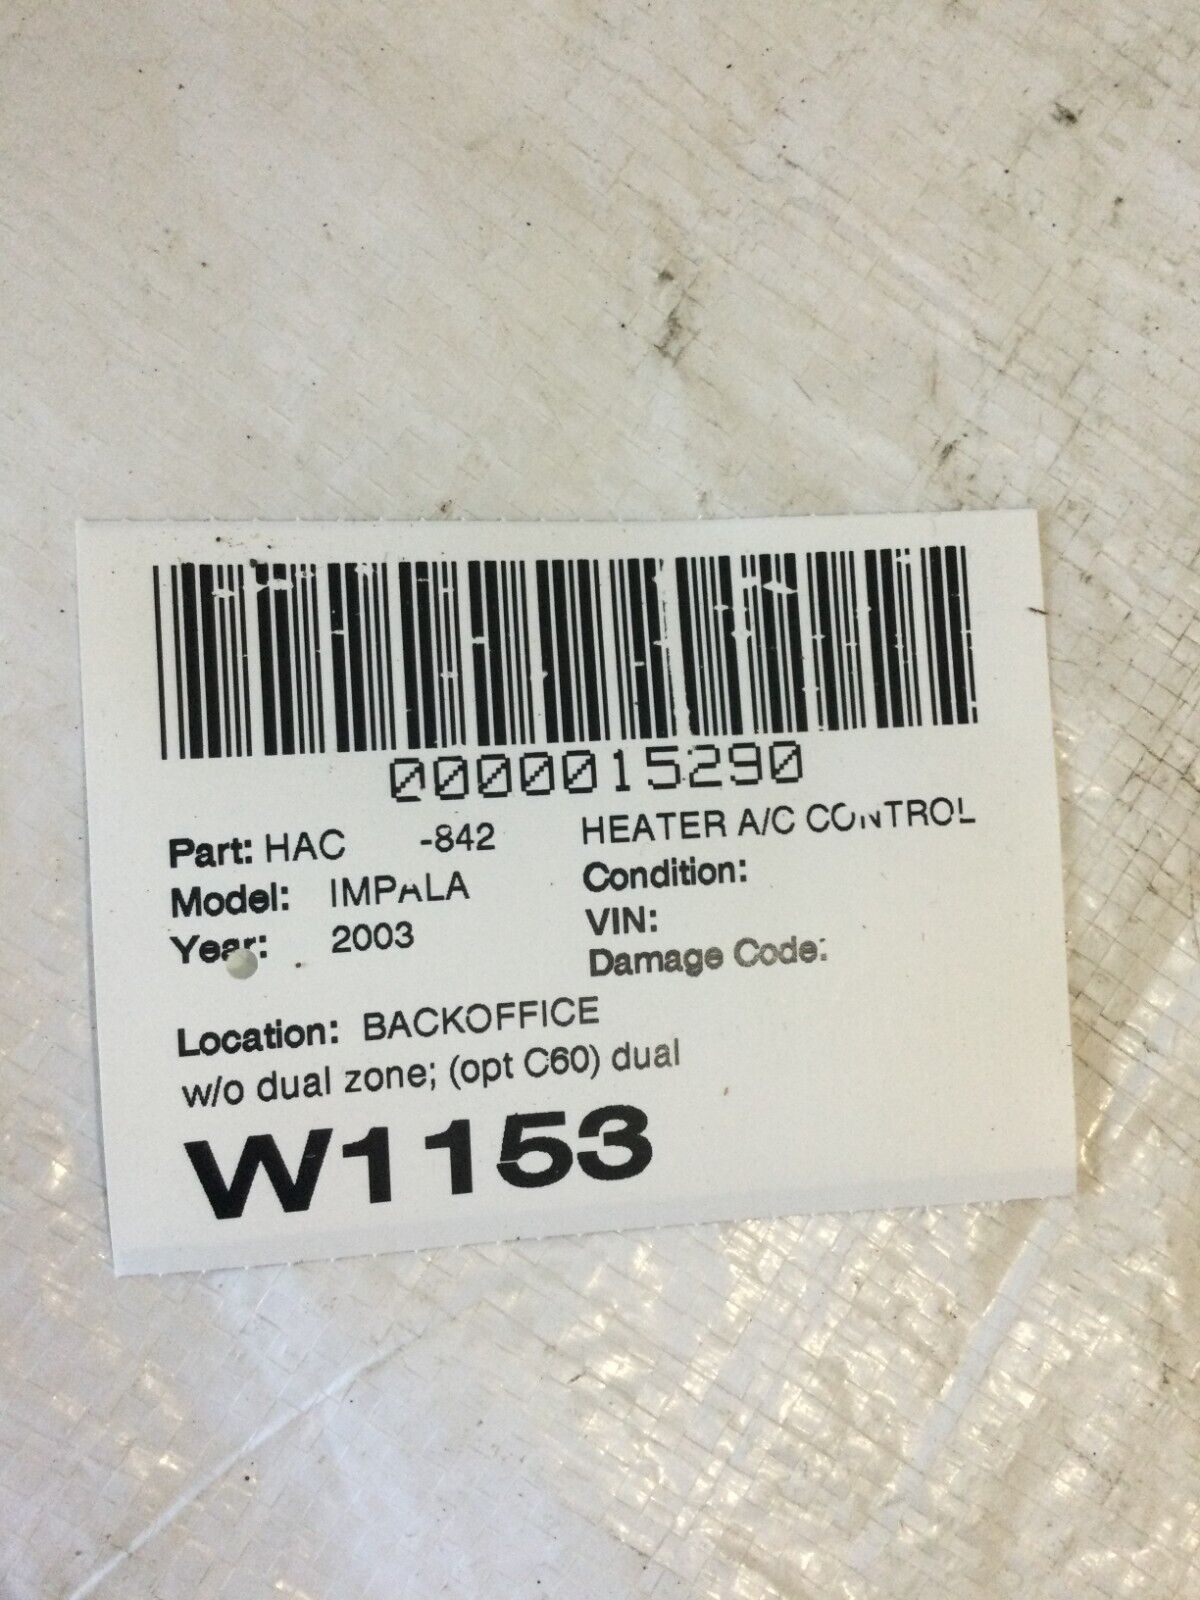 0000015290
Part: HAC -842 HEATER A/C CONTROL
Model: IMPALA Condition:
Year: 2003 VIN:
Damage Code:
Location: BACKOFFICE
w/o dual zone; (opt C60) dual
W1153